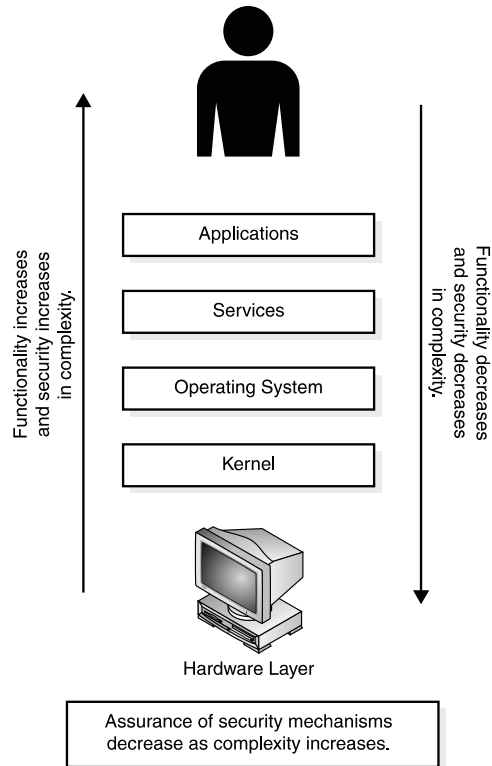 Applications
Services
Operating System
Kernel
Hardware Layer
Functionality increases
and security increases
in complexity.
Functionality decreases
and security decreases
in complexity.
Assurance of security mechanisms
decrease as complexity increases.